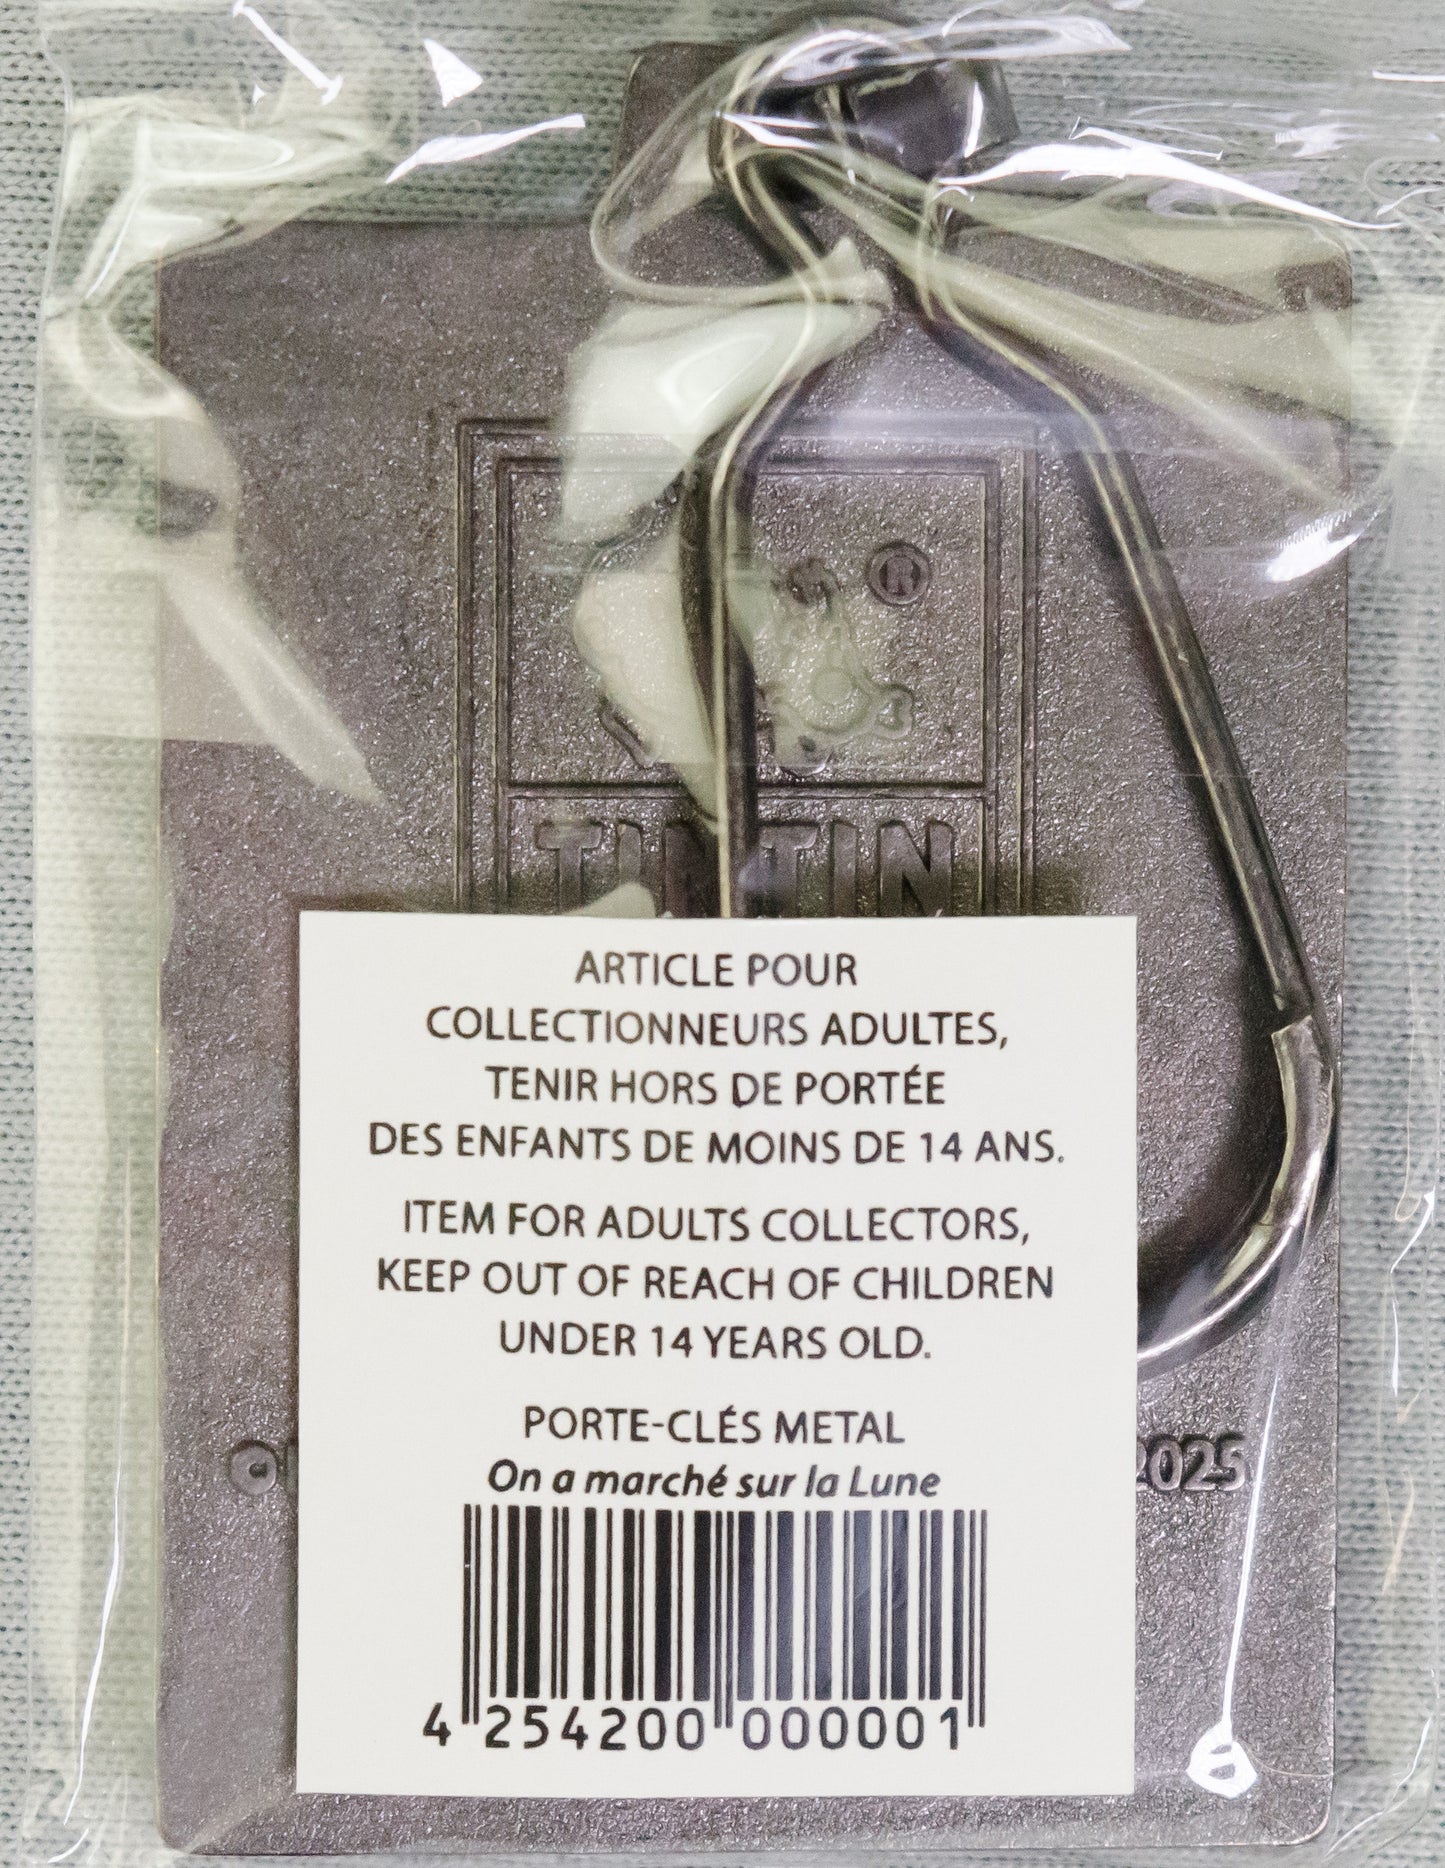 ®
TINTIN
ARTICLE POUR
COLLECTIONNEURS ADULTES,
TENIR HORS DE PORTÉE
DES ENFANTS DE MOINS DE 14 ANS.
ITEM FOR ADULTS COLLECTORS,
KEEP OUT OF REACH OF CHILDREN
UNDER 14 YEARS OLD.
PORTE-CLÉS METAL
On a marché sur la Lune
2025
4 254200 000001